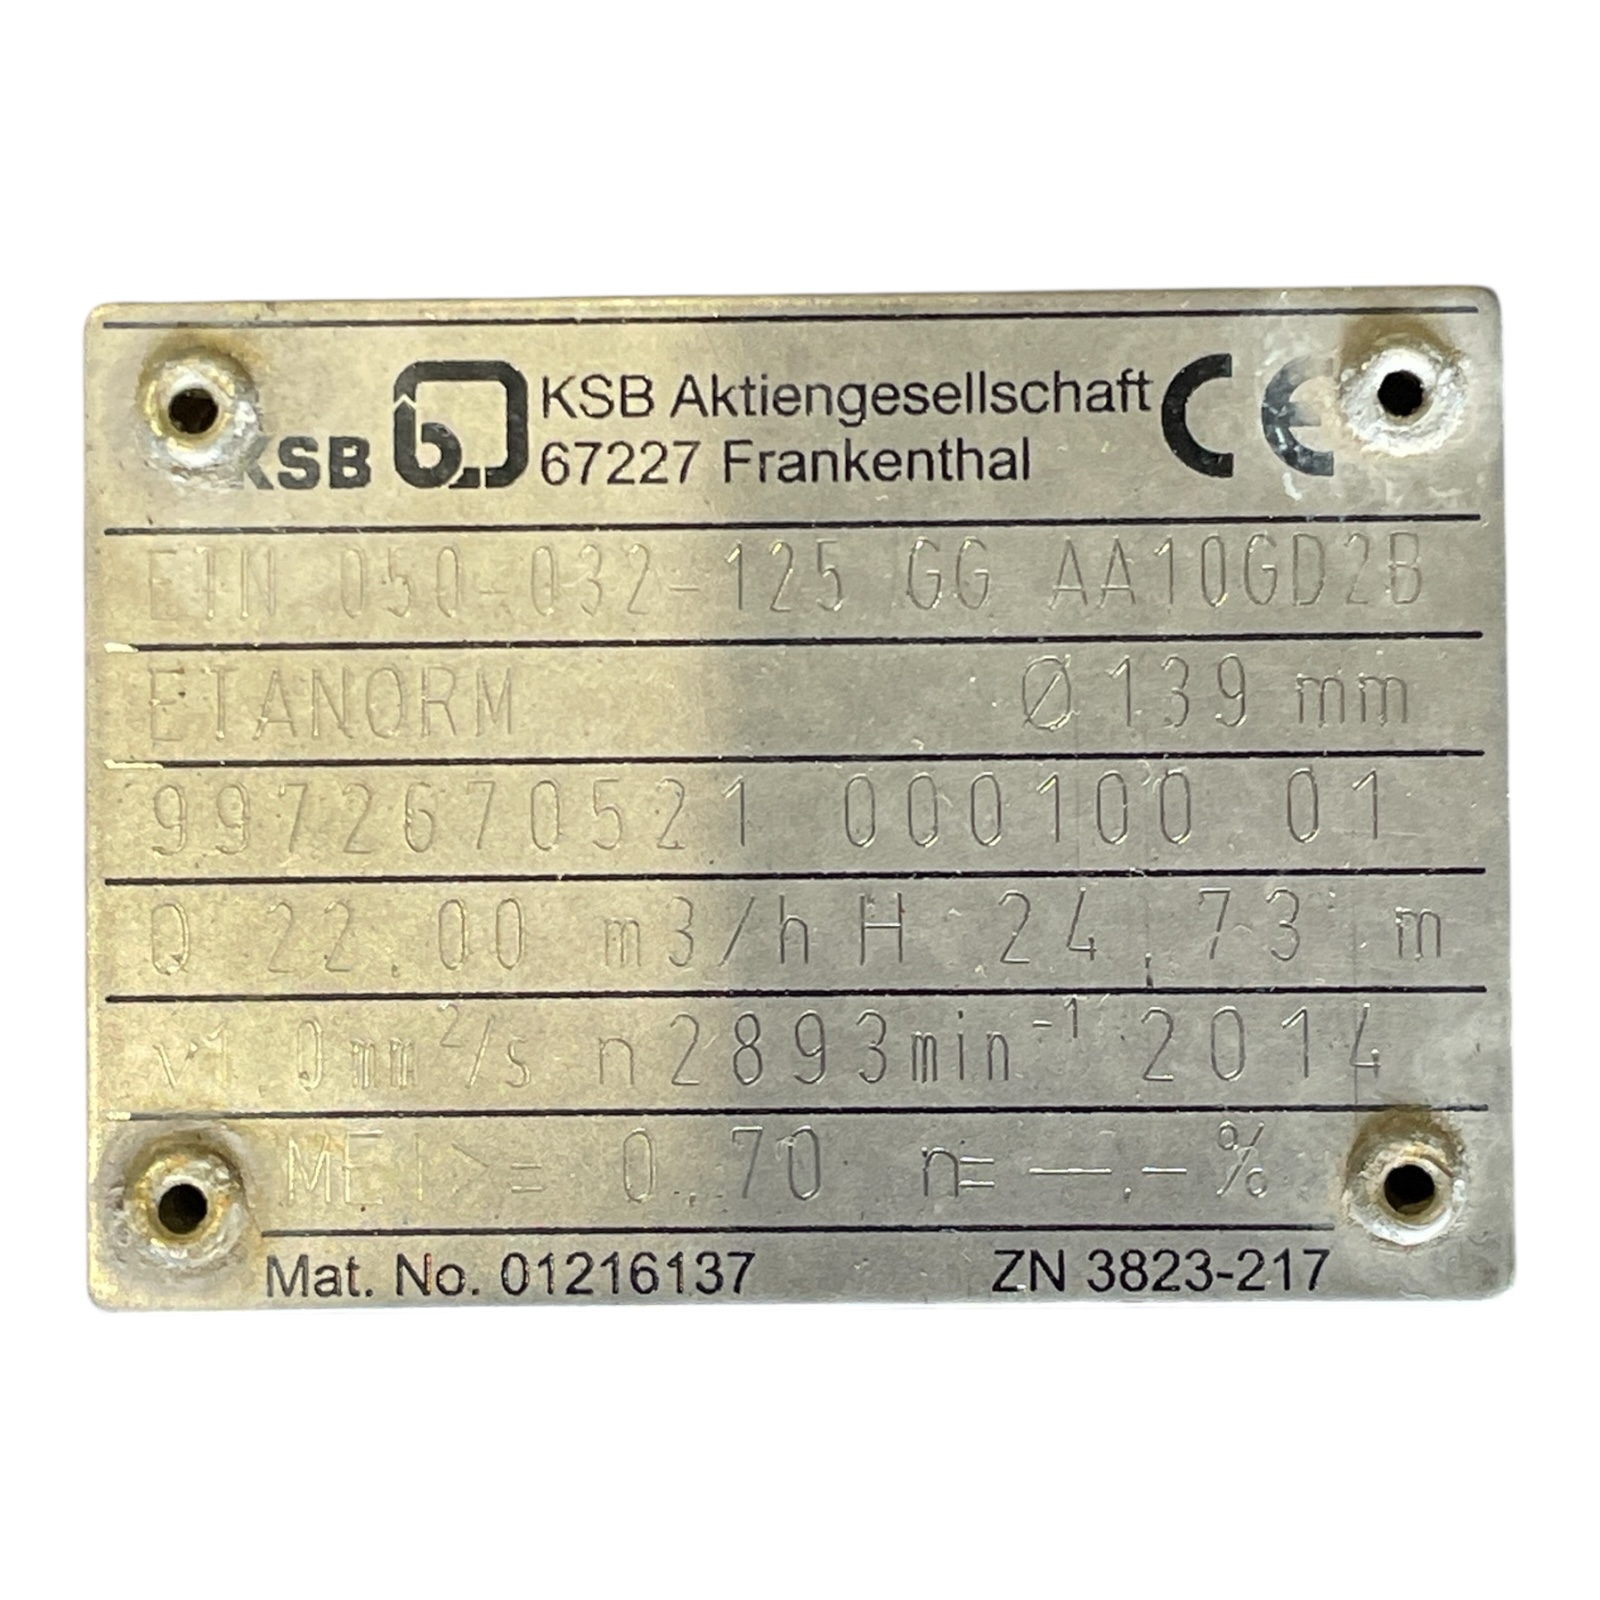 KSB KSB Aktiengesellschaft CE
67227 Frankenthal
ETN 050-032-125 GG AA10GD2B
ETANORM Ø 139 mm
9972670521 000100 01
Q 22.00 m3/h H 24.73 m
v1.0mm²/s n2893min⁻¹ 2014
MEI>= 0.70 η= —.-%
Mat. No. 01216137 ZN 3823-217